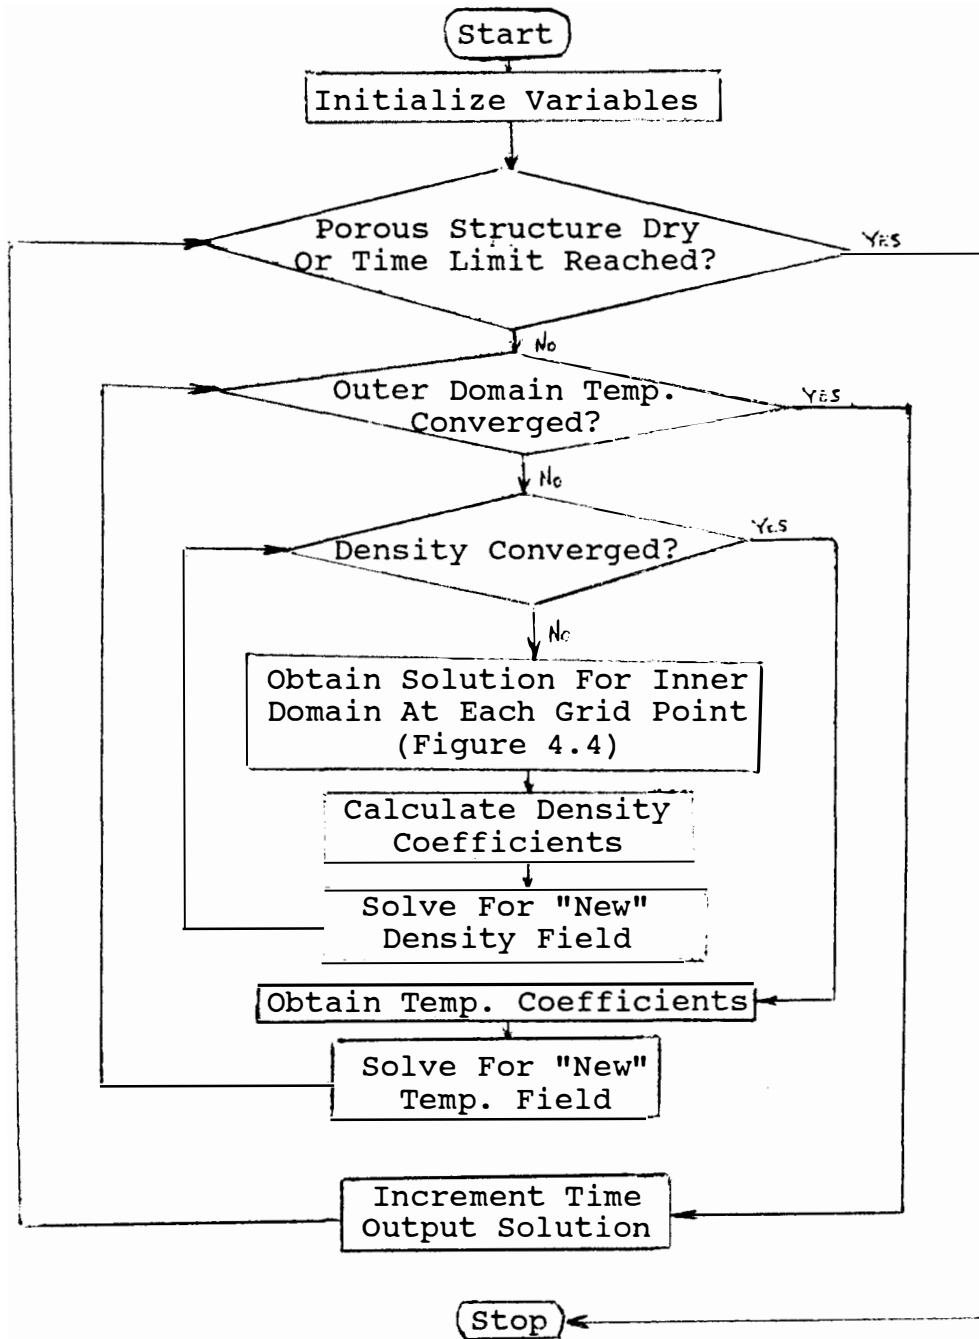 Start
Initialize Variables
Porous Structure Dry
Or Time Limit Reached?
YES
No
Outer Domain Temp.
Converged?
YES
No
Density Converged?
YES
No
Obtain Solution For Inner
Domain At Each Grid Point
(Figure 4.4)
Calculate Density
Coefficients
Solve For "New"
Density Field
Obtain Temp. Coefficients
Solve For "New"
Temp. Field
Increment Time
Output Solution
Stop